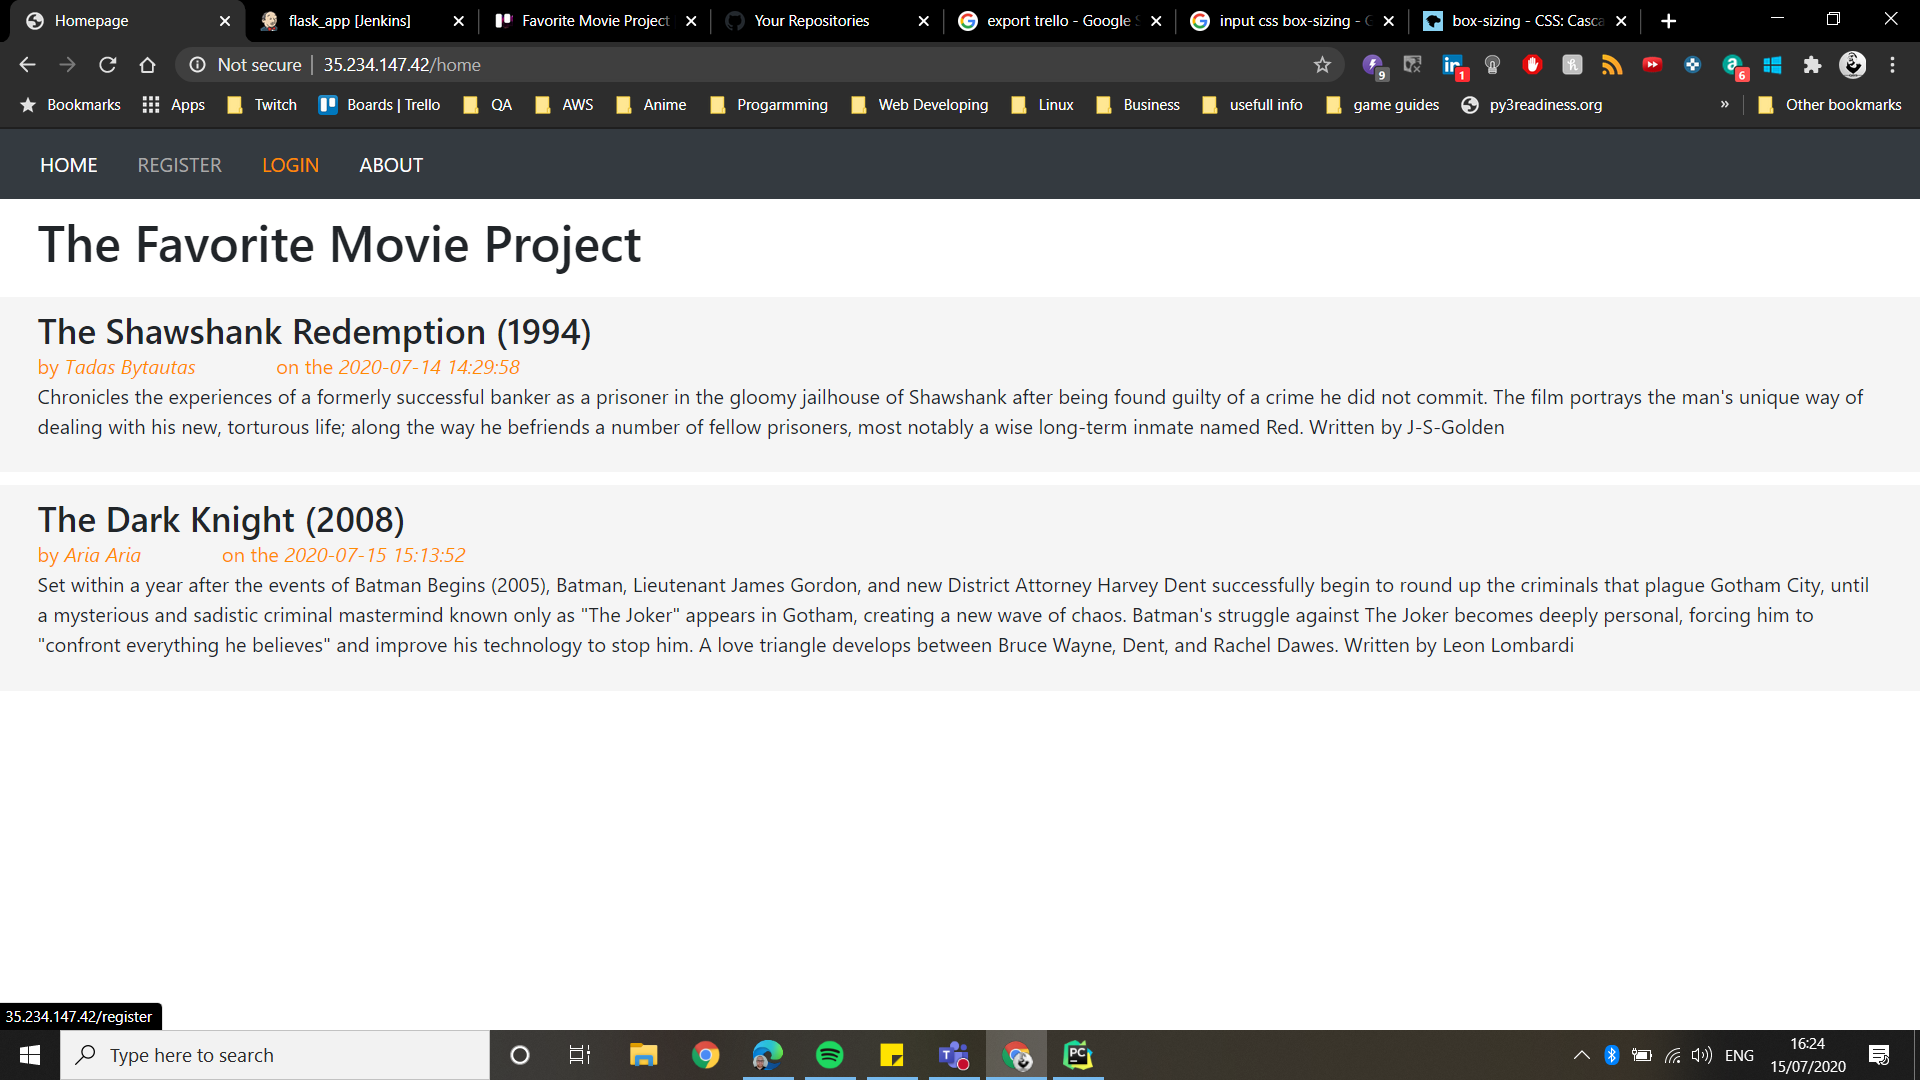 Homepage
flask_app [Jenkins]
Favorite Movie Project
Your Repositories
export trello - Google
input css box-sizing -
box-sizing - CSS: Casca
Not secure
35.234.147.42/home
9
1
6
Bookmarks
Apps
Twitch
Boards | Trello
QA
AWS
Anime
Progarmming
Web Developing
Linux
Business
usefull info
game guides
py3readiness.org
»
Other bookmarks
HOME
REGISTER
LOGIN
ABOUT
The Favorite Movie Project
The Shawshank Redemption (1994)
by Tadas Bytautas on the 2020-07-14 14:29:58
Chronicles the experiences of a formerly successful banker as a prisoner in the gloomy jailhouse of Shawshank after being found guilty of a crime he did not commit. The film portrays the man's unique way of
dealing with his new, torturous life; along the way he befriends a number of fellow prisoners, most notably a wise long-term inmate named Red. Written by J-S-Golden
The Dark Knight (2008)
by Aria Aria on the 2020-07-15 15:13:52
Set within a year after the events of Batman Begins (2005), Batman, Lieutenant James Gordon, and new District Attorney Harvey Dent successfully begin to round up the criminals that plague Gotham City, until
a mysterious and sadistic criminal mastermind known only as "The Joker" appears in Gotham, creating a new wave of chaos. Batman's struggle against The Joker becomes deeply personal, forcing him to
"confront everything he believes" and improve his technology to stop him. A love triangle develops between Bruce Wayne, Dent, and Rachel Dawes. Written by Leon Lombardi
35.234.147.42/register
Type here to search
PC
ENG
16:24
15/07/2020